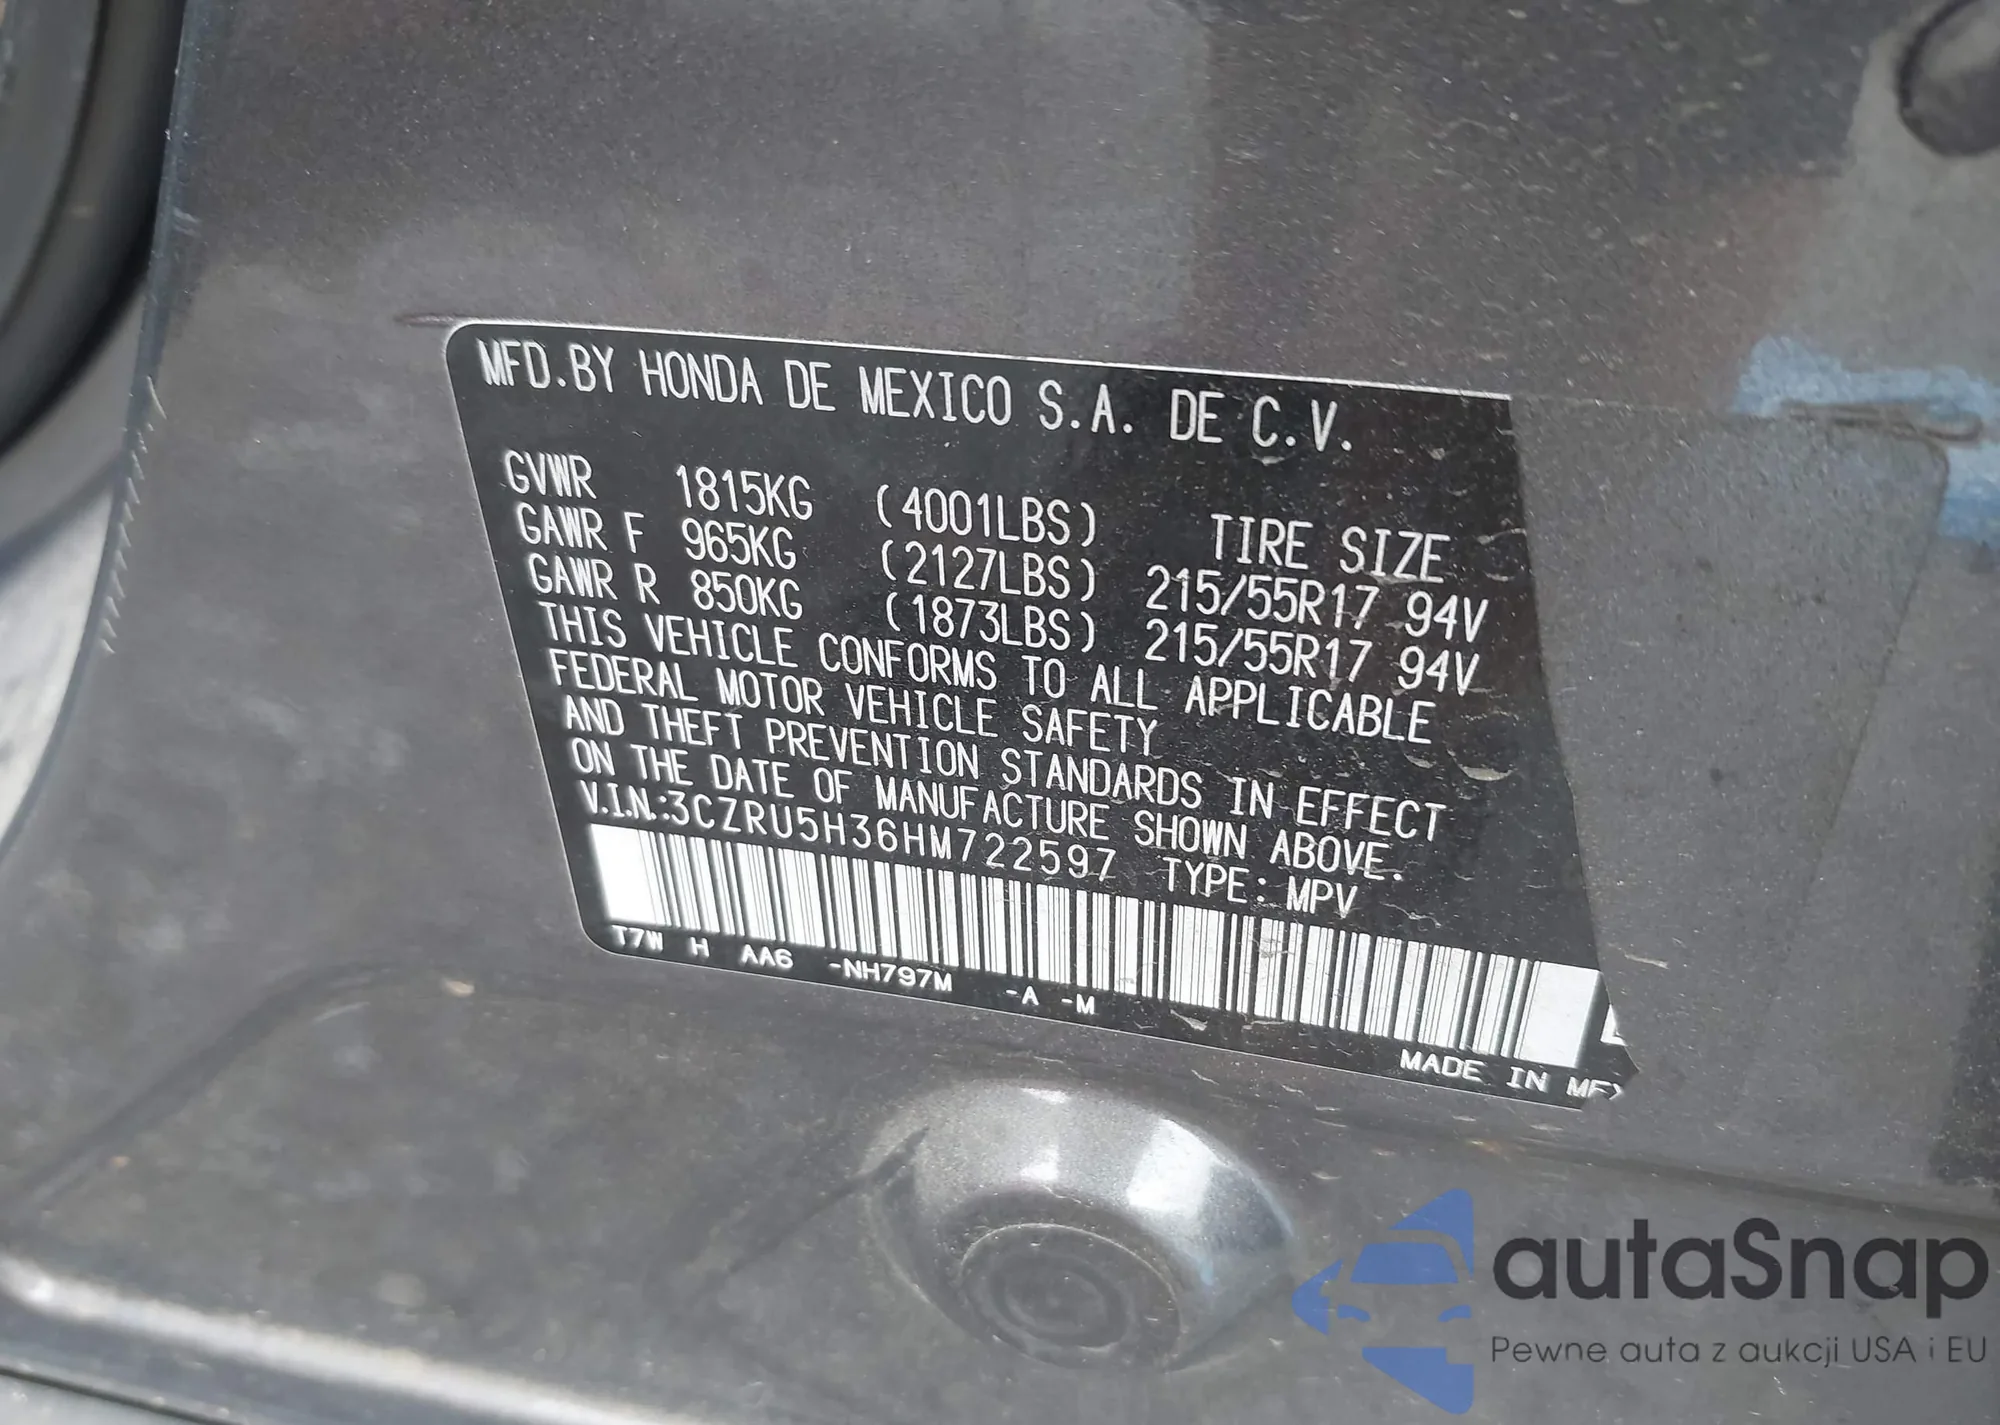 MFD.BY HONDA DE MEXICO S.A. DE C.V.
GVWR 1815KG (4001LBS) TIRE SIZE
GAWR F 965KG (2127LBS) 215/55R17 94V
GAWR R 850KG (1873LBS) 215/55R17 94V
THIS VEHICLE CONFORMS TO ALL APPLICABLE
FEDERAL MOTOR VEHICLE SAFETY
AND THEFT PREVENTION STANDARDS IN EFFECT
ON THE DATE OF MANUFACTURE SHOWN ABOVE.
V.I.N.:3CZRU5H36HM722597 TYPE: MPV
T7W H AA6 -NH797M -A -M
MADE IN MEX
autaSnap
Pewne auta z aukcji USA i EU